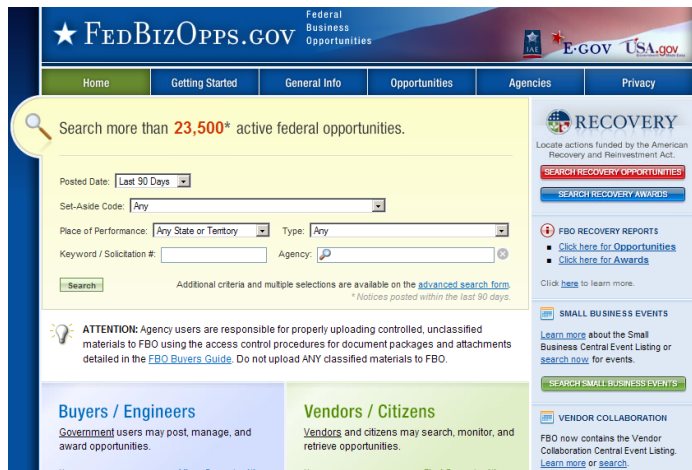 ★ FedBizOpps.gov
Federal
Business
Opportunities
IAE
E-GOV
USA.gov
Home
Getting Started
General Info
Opportunities
Agencies
Privacy
Search more than 23,500* active federal opportunities.
Posted Date: Last 90 Days
Set-Aside Code: Any
Place of Performance: Any State or Territory Type: Any
Keyword / Solicitation #: Agency:
Search
Additional criteria and multiple selections are available on the advanced search form.
* Notices posted within the last 90 days.
ATTENTION: Agency users are responsible for properly uploading controlled, unclassified
materials to FBO using the access control procedures for document packages and attachments
detailed in the FBO Buyers Guide. Do not upload ANY classified materials to FBO.
Buyers / Engineers
Government users may post, manage, and
award opportunities.
Vendors / Citizens
Vendors and citizens may search, monitor, and
retrieve opportunities.
RECOVERY
Locate actions funded by the American
Recovery and Reinvestment Act.
SEARCH RECOVERY OPPORTUNITIES
SEARCH RECOVERY AWARDS
FBO RECOVERY REPORTS
Click here for Opportunities
Click here for Awards
Click here to learn more.
SMALL BUSINESS EVENTS
Learn more about the Small
Business Central Event Listing or
search now for events.
SEARCH SMALL BUSINESS EVENTS
VENDOR COLLABORATION
FBO now contains the Vendor
Collaboration Central Event Listing.
Learn more or search.